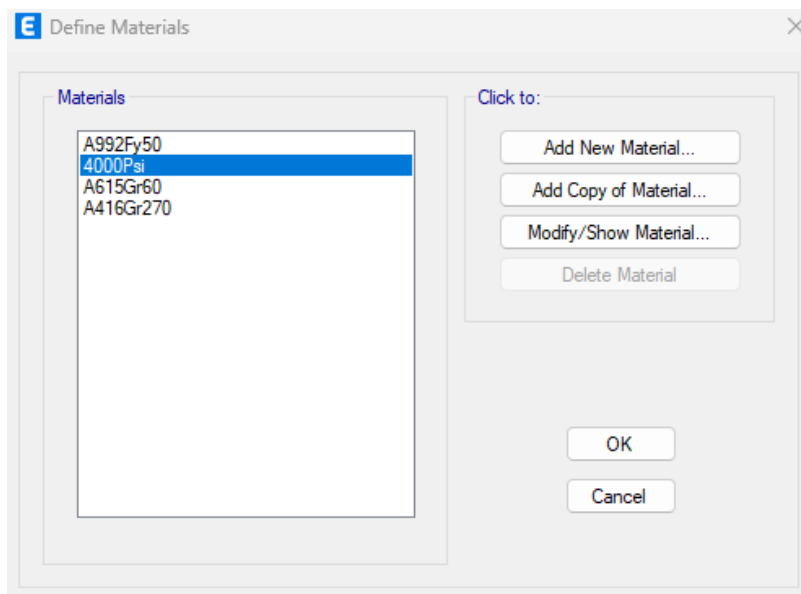 E Define Materials
Materials
A992Fy50
4000Psi
A615Gr60
A416Gr270
Click to:
Add New Material...
Add Copy of Material...
Modify/Show Material...
Delete Material
OK
Cancel